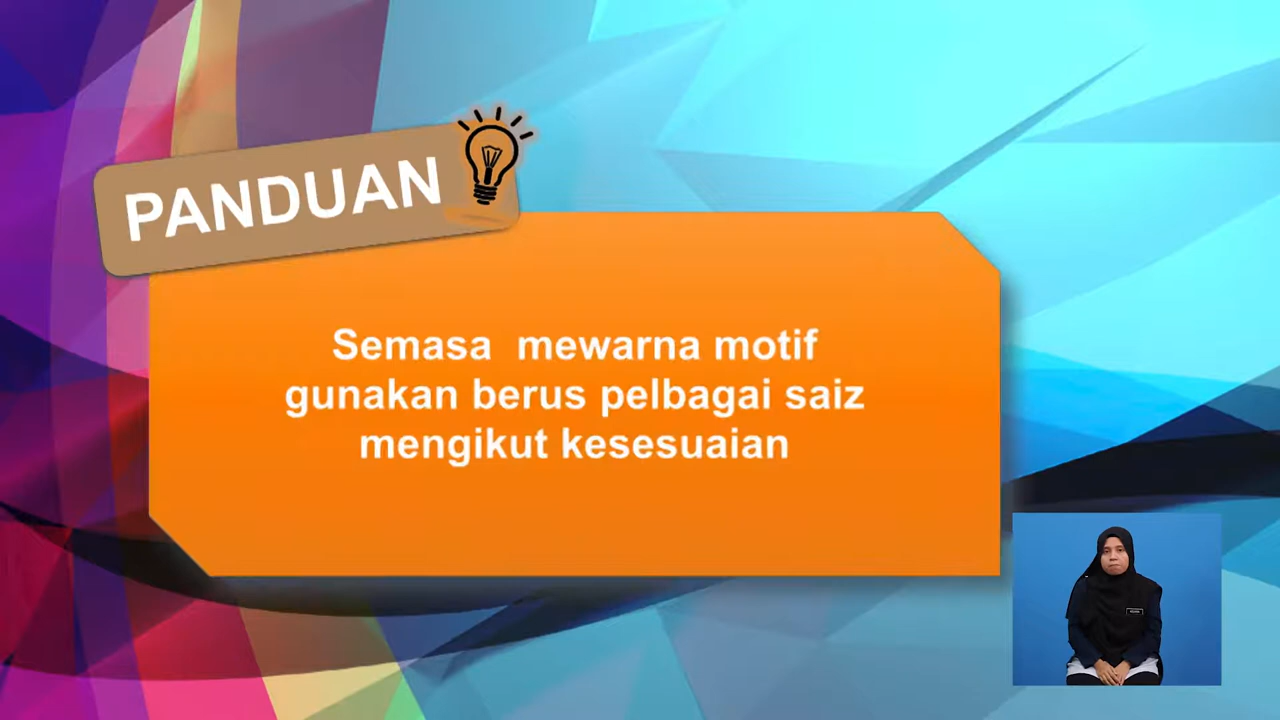 PANDUAN
Semasa mewarna motif
gunakan berus pelbagai saiz
mengikut kesesuaian